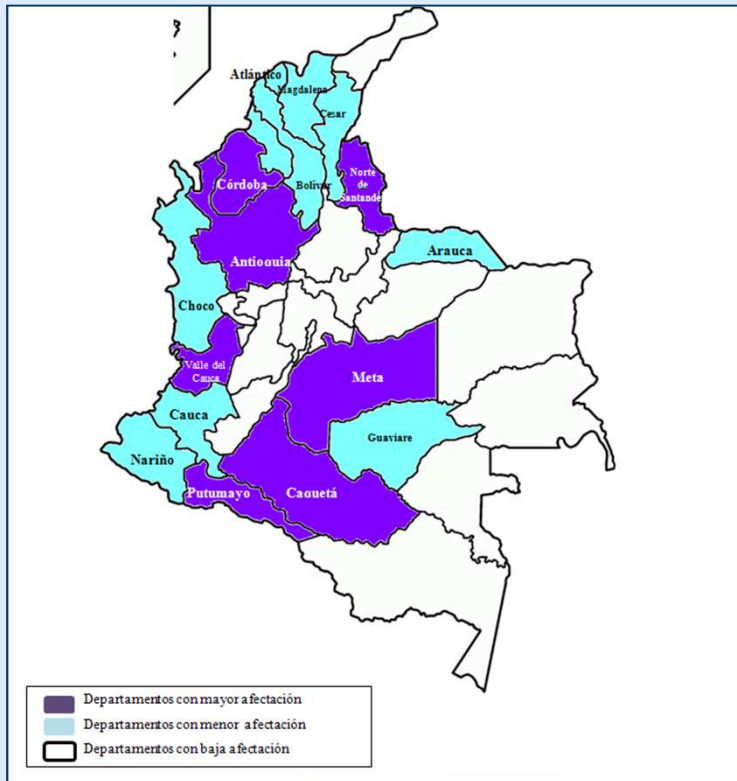 Atlántico
Magdalena
Cesar
Córdoba
Bolívar
Norte
de
Santander
Antioquia
Arauca
Choco
Valle del
Cauca
Meta
Cauca
Guaviare
Nariño
Putumayo
Caquetá
Departamentos con mayor afectación
Departamentos con menor afectación
Departamentos con baja afectación